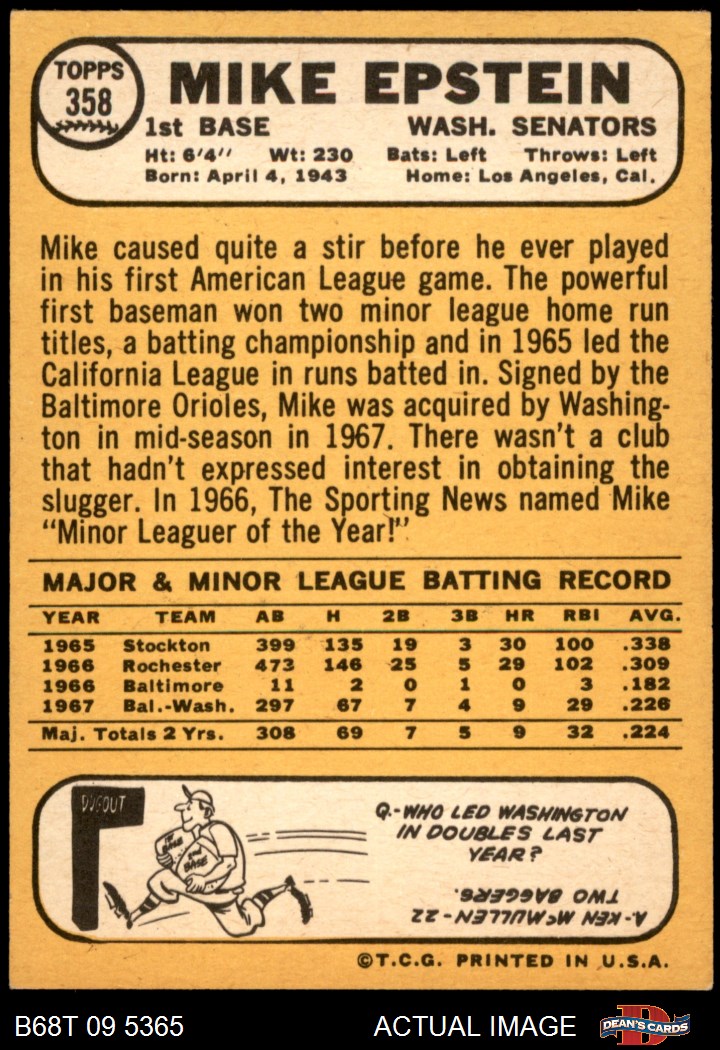 TOPPS
358
MIKE EPSTEIN
1st BASE WASH. SENATORS
Ht: 6'4'' Wt: 230 Bats: Left Throws: Left
Born: April 4, 1943 Home: Los Angeles, Cal.
Mike caused quite a stir before he ever played
in his first American League game. The powerful
first baseman won two minor league home run
titles, a batting championship and in 1965 led the
California League in runs batted in. Signed by the
Baltimore Orioles, Mike was acquired by Washing-
ton in mid-season in 1967. There wasn't a club
that hadn't expressed interest in obtaining the
slugger. In 1966, The Sporting News named Mike
“Minor Leaguer of the Year!”
MAJOR & MINOR LEAGUE BATTING RECORD
YEAR TEAM AB H 2B 3B HR RBI AVG.
1965 Stockton 399 135 19 3 30 100 .338
1966 Rochester 473 146 25 5 29 102 .309
1966 Baltimore 11 2 0 1 0 3 .182
1967 Bal.-Wash. 297 67 7 4 9 29 .226
Maj. Totals 2 Yrs. 308 69 7 5 9 32 .224
DUGOUT
BASE
2nd
BASE
Q.-WHO LED WASHINGTON
IN DOUBLES LAST
YEAR?
A-KEN McMULLEN-22
TWO BAGGERS.
©T.C.G. PRINTED IN U.S.A.
B68T 09 5365 ACTUAL IMAGE
D
DEAN'S CARDS